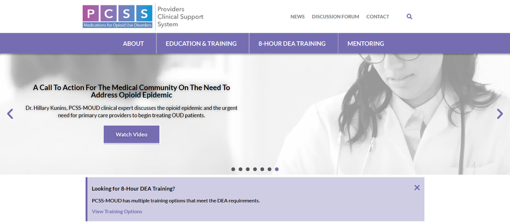 PCSS
Medications for Opioid Use Disorders
Providers
Clinical Support
System
NEWS DISCUSSION FORUM CONTACT
ABOUT EDUCATION & TRAINING 8-HOUR DEA TRAINING MENTORING
A Call To Action For The Medical Community On The Need To
Address Opioid Epidemic
Dr. Hillary Kunins, PCSS-MOUD clinical expert discusses the opioid epidemic and the urgent
need for primary care providers to begin treating OUD patients.
Watch Video
Looking for 8-Hour DEA Training?
PCSS-MOUD has multiple training options that meet the DEA requirements.
View Training Options